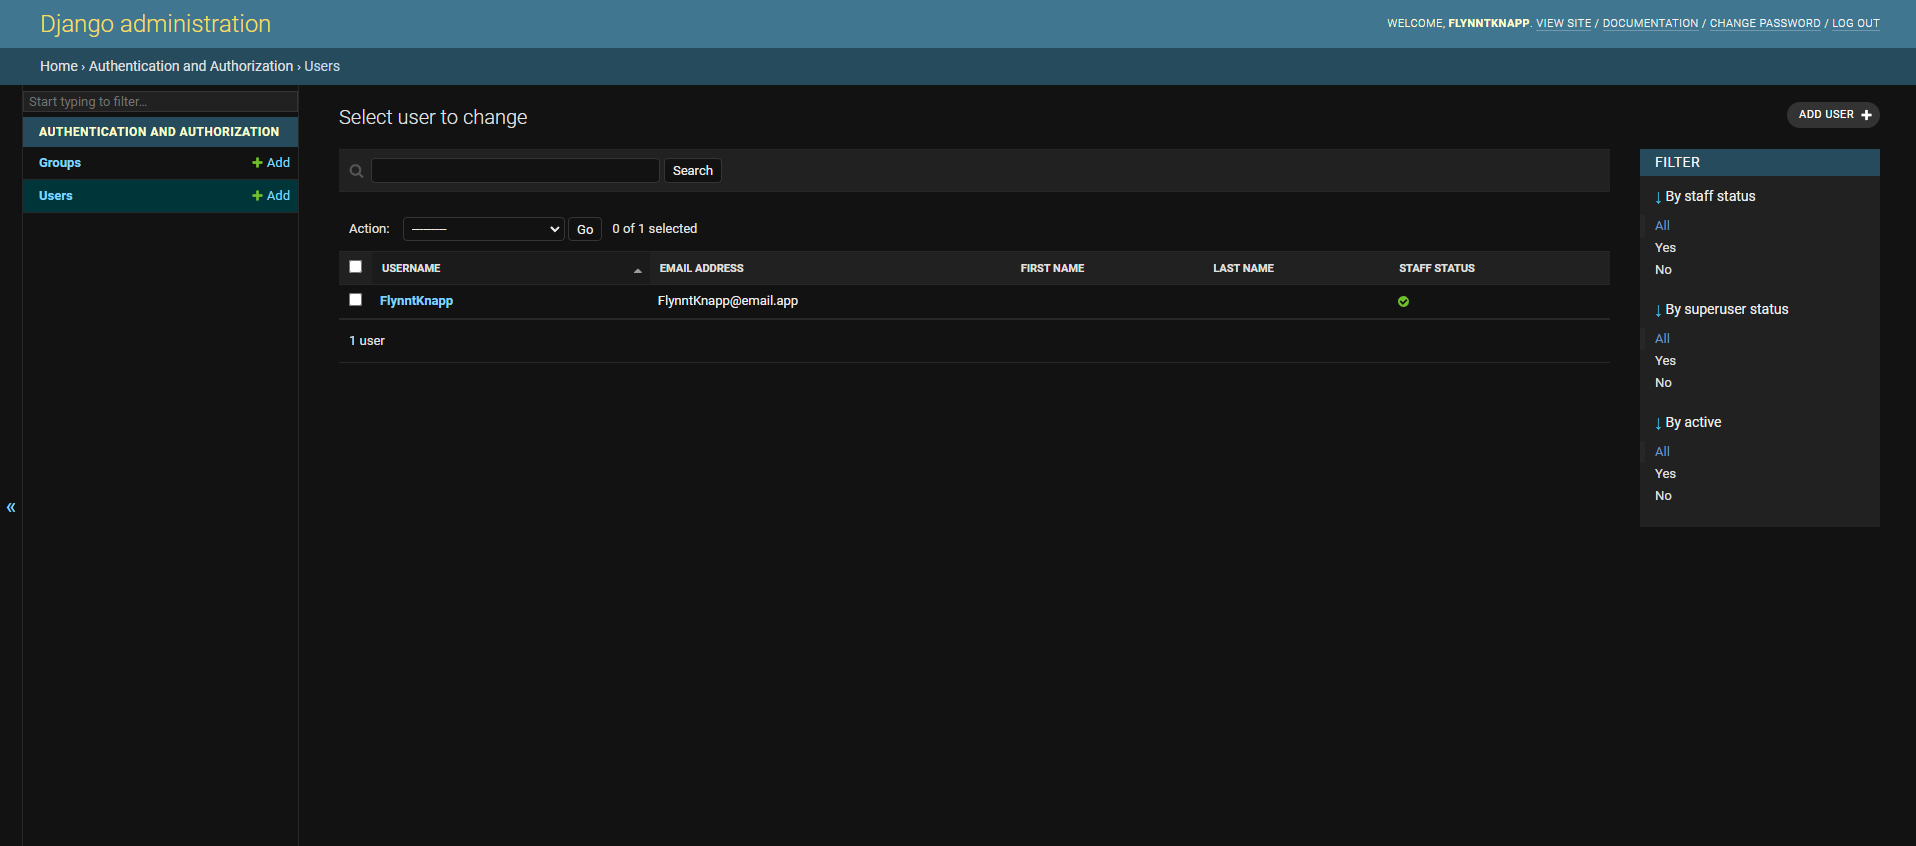 Django administration
WELCOME, FLYNNTKNAPP. VIEW SITE / DOCUMENTATION / CHANGE PASSWORD / LOG OUT
Home › Authentication and Authorization › Users
Start typing to filter...
AUTHENTICATION AND AUTHORIZATION
Groups + Add
Users + Add
«
Select user to change
ADD USER +
Search
Action: --------- Go 0 of 1 selected
USERNAME EMAIL ADDRESS FIRST NAME LAST NAME STAFF STATUS
FlynntKnapp FlynntKnapp@email.app
1 user
FILTER
↓ By staff status
All
Yes
No
↓ By superuser status
All
Yes
No
↓ By active
All
Yes
No